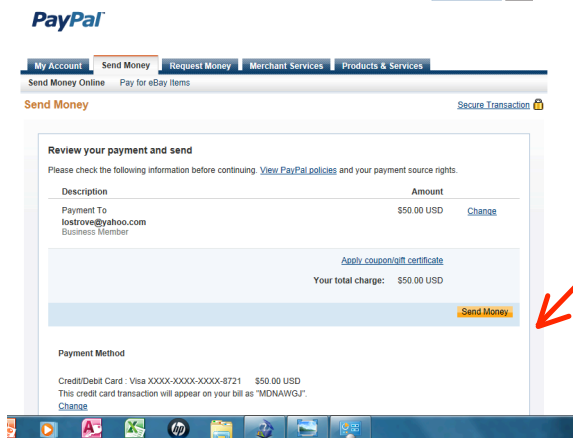 PayPal
My Account Send Money Request Money Merchant Services Products & Services
Send Money Online Pay for eBay Items
Send Money
Secure Transaction
Review your payment and send
Please check the following information before continuing. View PayPal policies and your payment source rights.
Description Amount
Payment To $50.00 USD Change
lostrove@yahoo.com
Business Member
Apply coupon/gift certificate
Your total charge: $50.00 USD
Send Money
Payment Method
Credit/Debit Card : Visa XXXX-XXXX-XXXX-8721 $50.00 USD
This credit card transaction will appear on your bill as "MDNAWGJ".
Change
hp